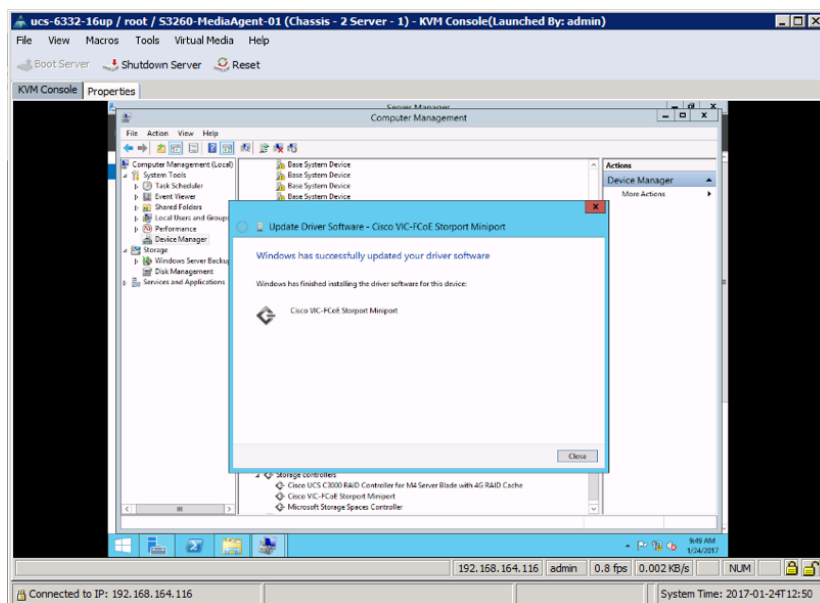 ucs-6332-16up / root / S3260-MediaAgent-01 (Chassis - 2 Server - 1) - KVM Console(Launched By: admin)
File View Macros Tools Virtual Media Help
Boot Server Shutdown Server Reset
KVM Console Properties
Server Manager
Computer Management
File Action View Help
Computer Management (Local)
System Tools
Task Scheduler
Event Viewer
Shared Folders
Local Users and Groups
Performance
Device Manager
Storage
Windows Server Backup
Disk Management
Services and Applications
Base System Device
Base System Device
Base System Device
Base System Device
Actions
Device Manager
More Actions
Update Driver Software - Cisco VIC-FCoE Storport Miniport
Windows has successfully updated your driver software
Windows has finished installing the driver software for this device:
Cisco VIC-FCoE Storport Miniport
Close
Storage controllers
Cisco UCS C3000 RAID Controller for M4 Server Blade with 4G RAID Cache
Cisco VIC-FCoE Storport Miniport
Microsoft Storage Spaces Controller
9:49 AM
1/24/2017
192.168.164.116 admin 0.8 fps 0.002 KB/s NUM
Connected to IP: 192.168.164.116 System Time: 2017-01-24T12:50